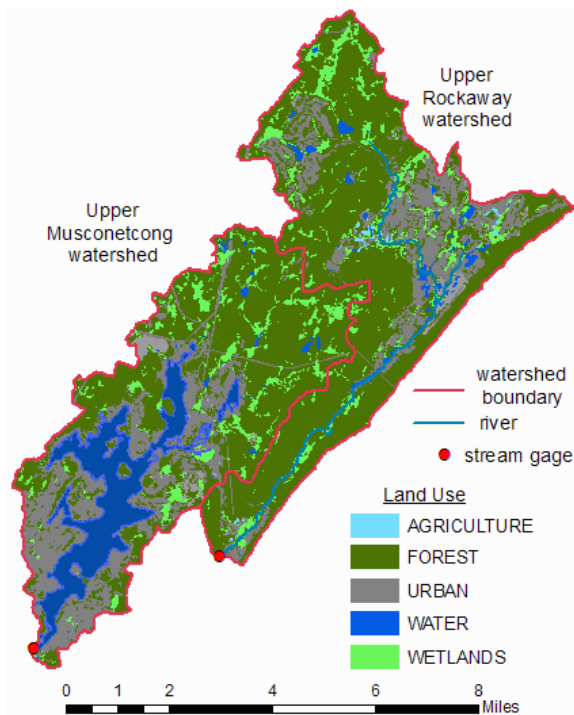 Upper
Rockaway
watershed
Upper
Musconetcong
watershed
watershed
boundary
river
stream gage
Land Use
AGRICULTURE
FOREST
URBAN
WATER
WETLANDS
0 1 2 4 6 8
Miles